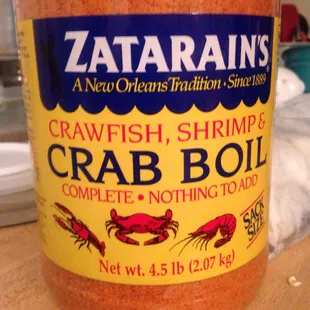 ZATARAIN'S
A New Orleans Tradition · Since 1889
CRAWFISH, SHRIMP &
CRAB BOIL
COMPLETE • NOTHING TO ADD
SACK SIZE
Net wt. 4.5 lb (2.07 kg)